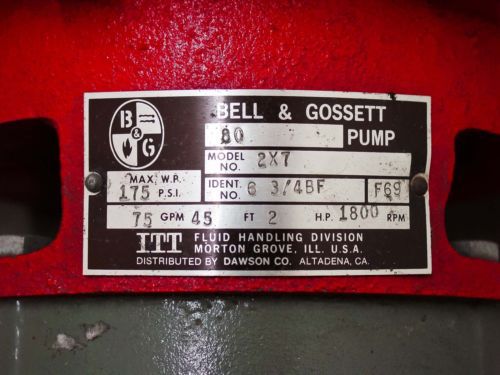 B & G
BELL & GOSSETT
80 PUMP
MODEL NO. 2X7
MAX. W.P. 175 P.S.I.
IDENT. NO. 6 3/4BF F69
75 GPM 45 FT 2 H.P. 1800 RPM
ITT FLUID HANDLING DIVISION
MORTON GROVE, ILL. U.S.A.
DISTRIBUTED BY DAWSON CO. ALTADENA, CA.